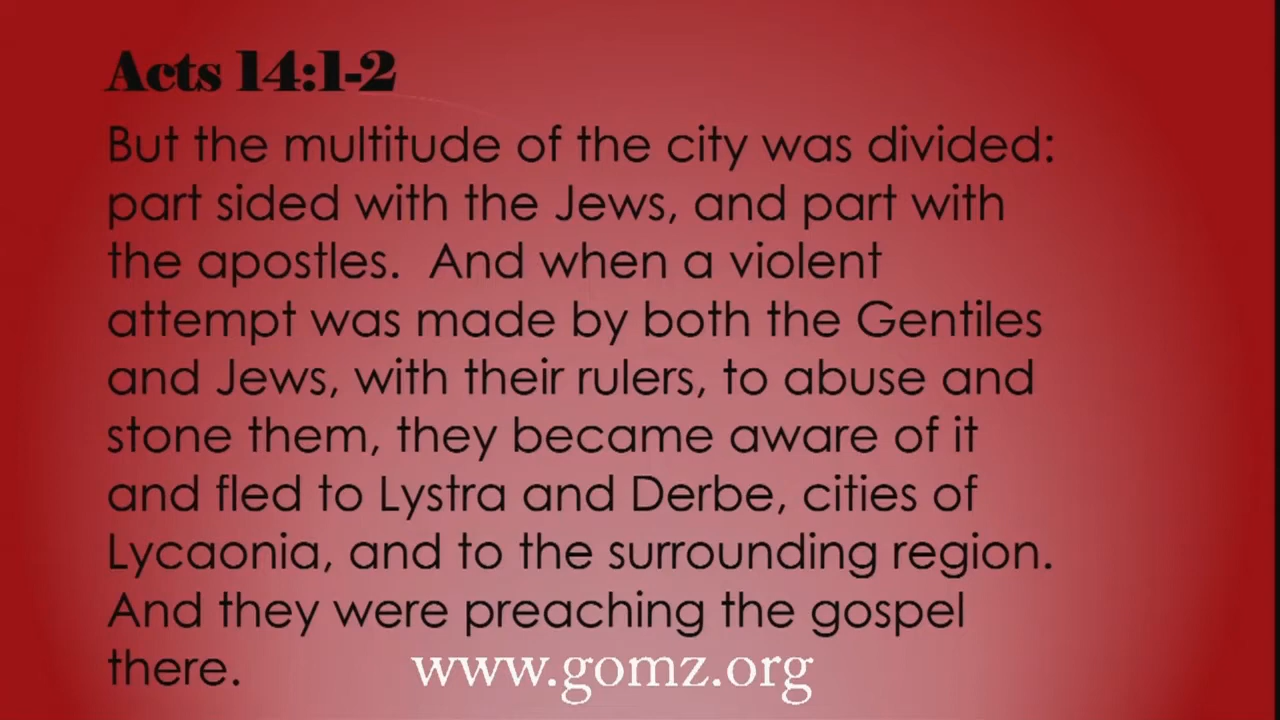 Acts 14:1-2
But the multitude of the city was divided:
part sided with the Jews, and part with
the apostles.  And when a violent
attempt was made by both the Gentiles
and Jews, with their rulers, to abuse and
stone them, they became aware of it
and fled to Lystra and Derbe, cities of
Lycaonia, and to the surrounding region.
And they were preaching the gospel
there.
www.gomz.org